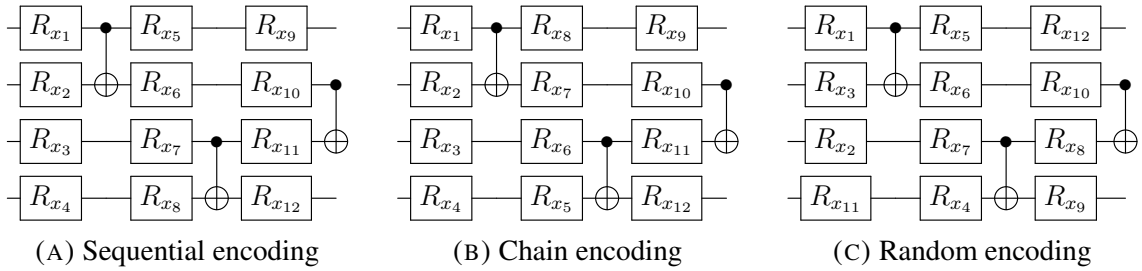 R_{x_1} R_{x_5} R_{x_9}
R_{x_2} R_{x_6} R_{x_10}
R_{x_3} R_{x_7} R_{x_11}
R_{x_4} R_{x_8} R_{x_12}
(A) Sequential encoding
R_{x_1} R_{x_8} R_{x_9}
R_{x_2} R_{x_7} R_{x_10}
R_{x_3} R_{x_6} R_{x_11}
R_{x_4} R_{x_5} R_{x_12}
(B) Chain encoding
R_{x_1} R_{x_5} R_{x_12}
R_{x_3} R_{x_6} R_{x_10}
R_{x_2} R_{x_7} R_{x_8}
R_{x_11} R_{x_4} R_{x_9}
(C) Random encoding